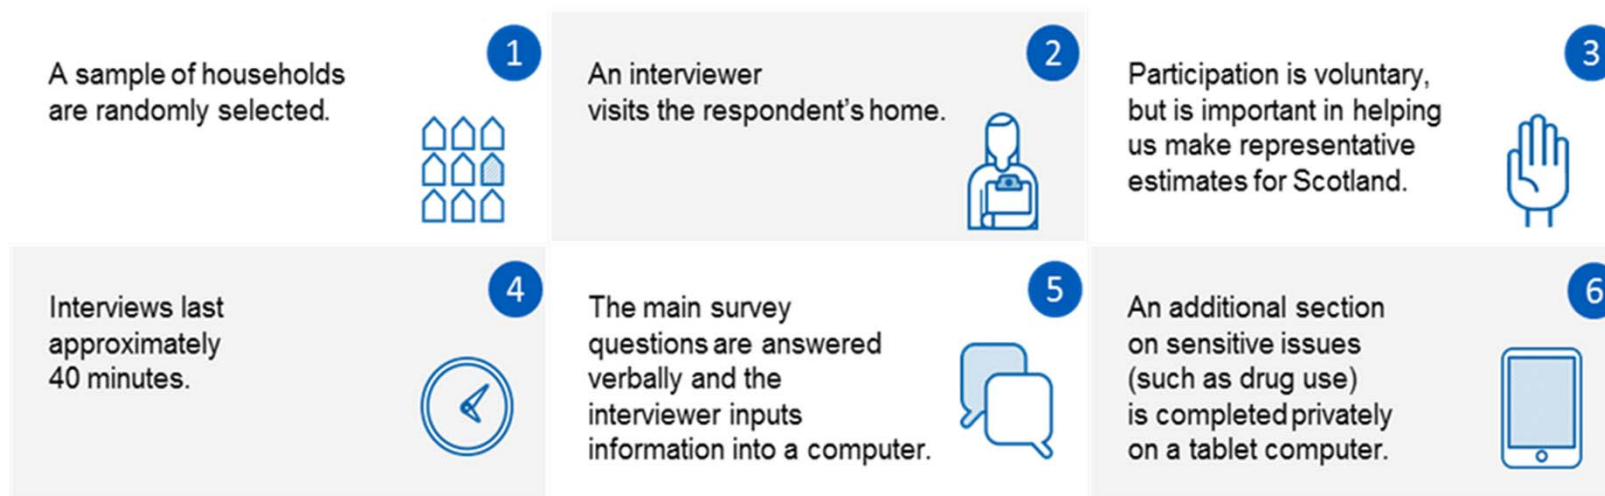 1
A sample of households
are randomly selected.
2
An interviewer
visits the respondent's home.
3
Participation is voluntary,
but is important in helping
us make representative
estimates for Scotland.
4
Interviews last
approximately
40 minutes.
5
The main survey
questions are answered
verbally and the
interviewer inputs
information into a computer.
6
An additional section
on sensitive issues
(such as drug use)
is completed privately
on a tablet computer.